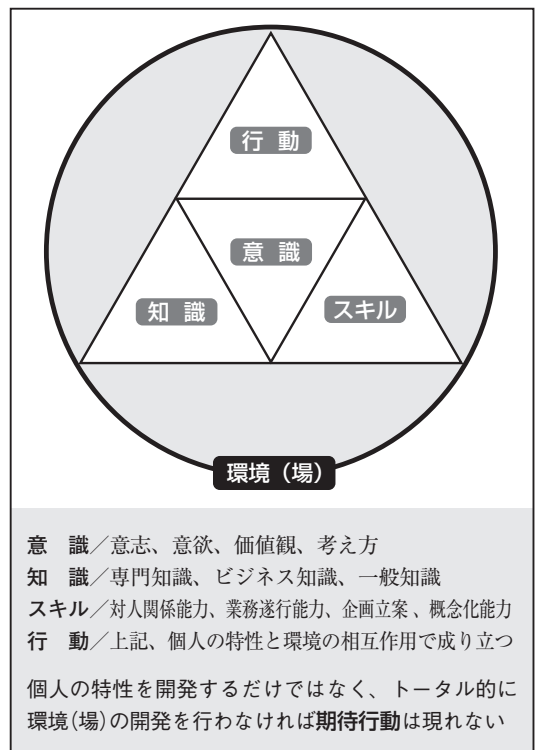 行 動
意 識
知 識
スキル
環境（場）
意　識／意志、意欲、価値観、考え方
知　識／専門知識、ビジネス知識、一般知識
スキル／対人関係能力、業務遂行能力、企画立案、概念化能力
行　動／上記、個人の特性と環境の相互作用で成り立つ
個人の特性を開発するだけではなく、トータル的に
環境（場）の開発を行わなければ期待行動は現れない